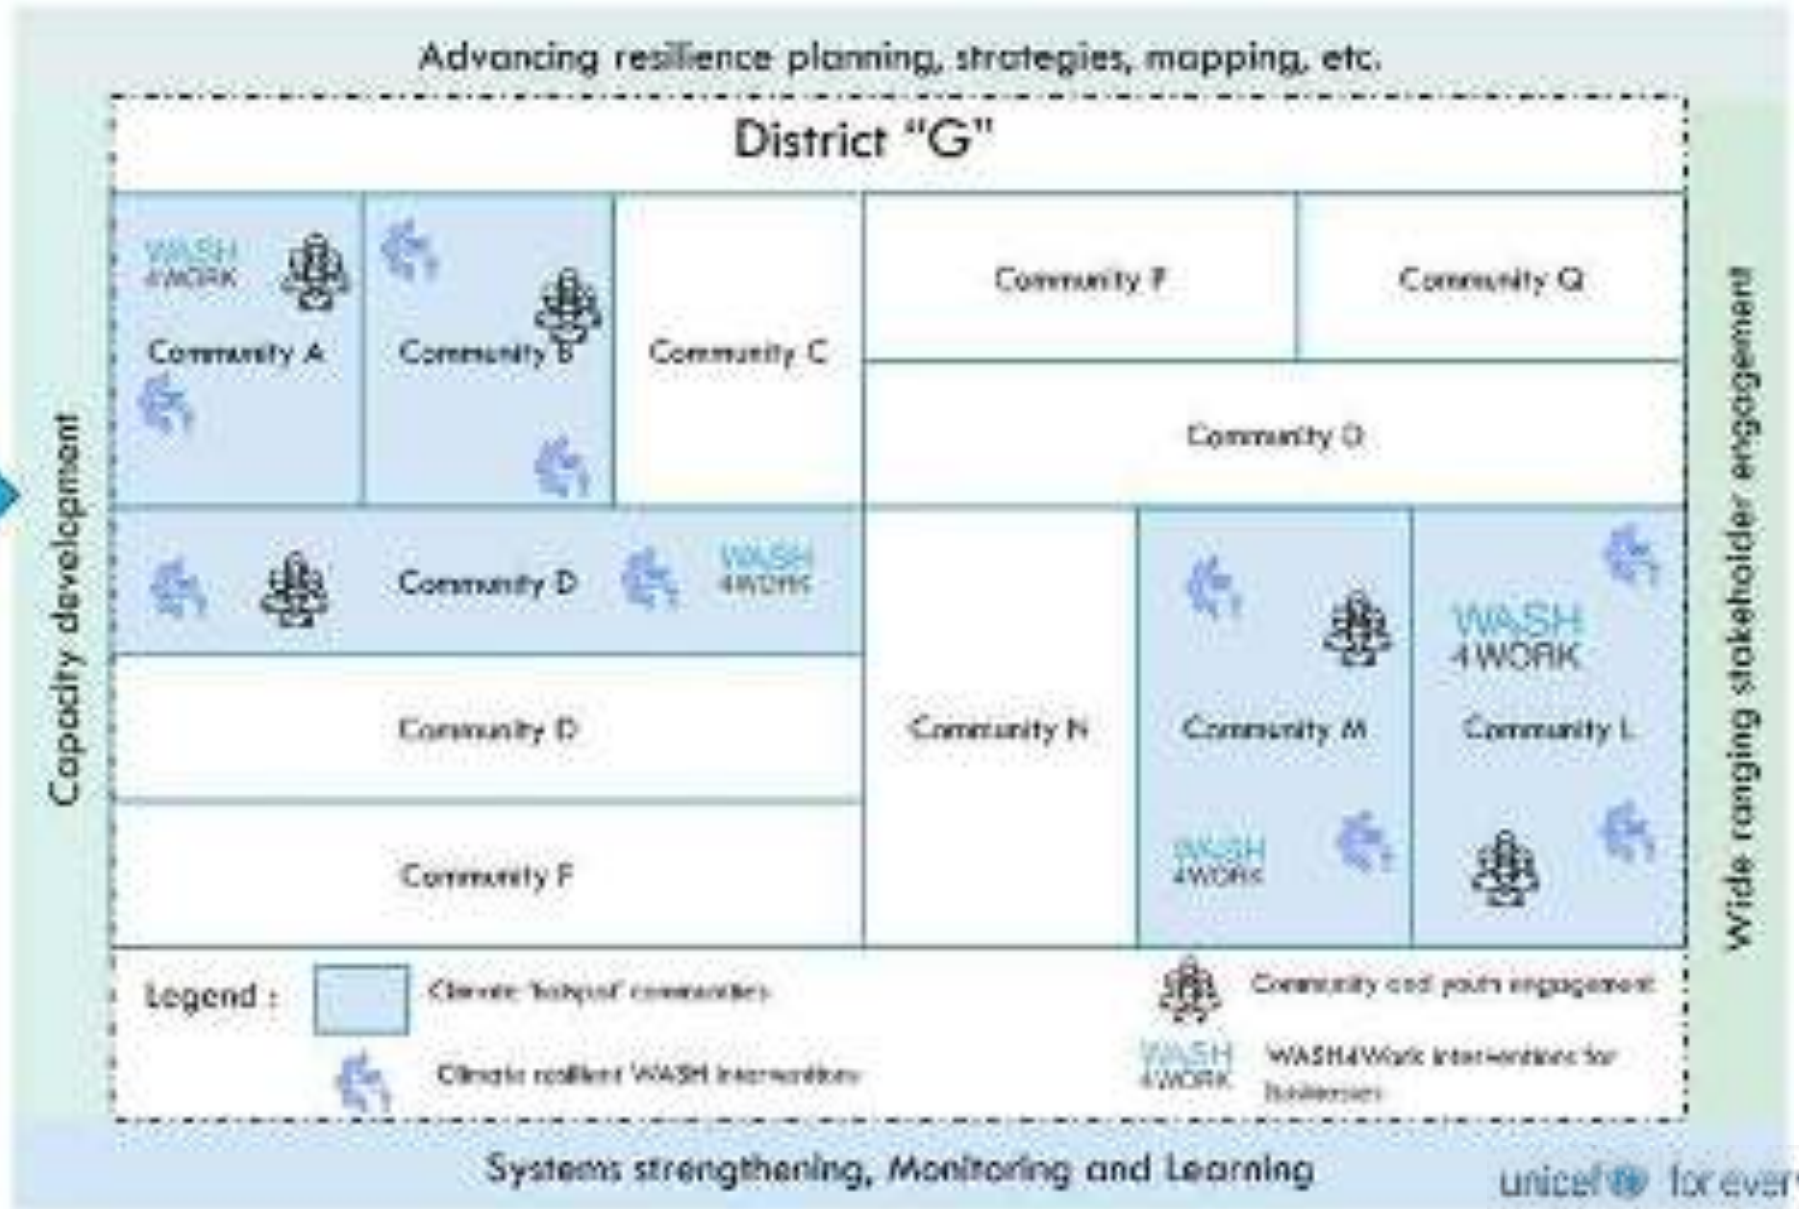 Advancing resilience planning, strategies, mapping, etc.
District "G"
WASH
4WORK
Community A
Community B
Community C
Community P
Community Q
Community O
Community D
WASH
4WORK
Community D
Community F
Community N
Community M
WASH
4WORK
WASH
4WORK
Community L
Capacity development
Wide ranging stakeholder engagement
Legend :
Climate 'hotspot' communities
Climate resilient WASH interventions
Community and youth engagement
WASH
4WORK
WASH4Work interventions for
businesses
Systems strengthening, Monitoring and Learning
unicef for every